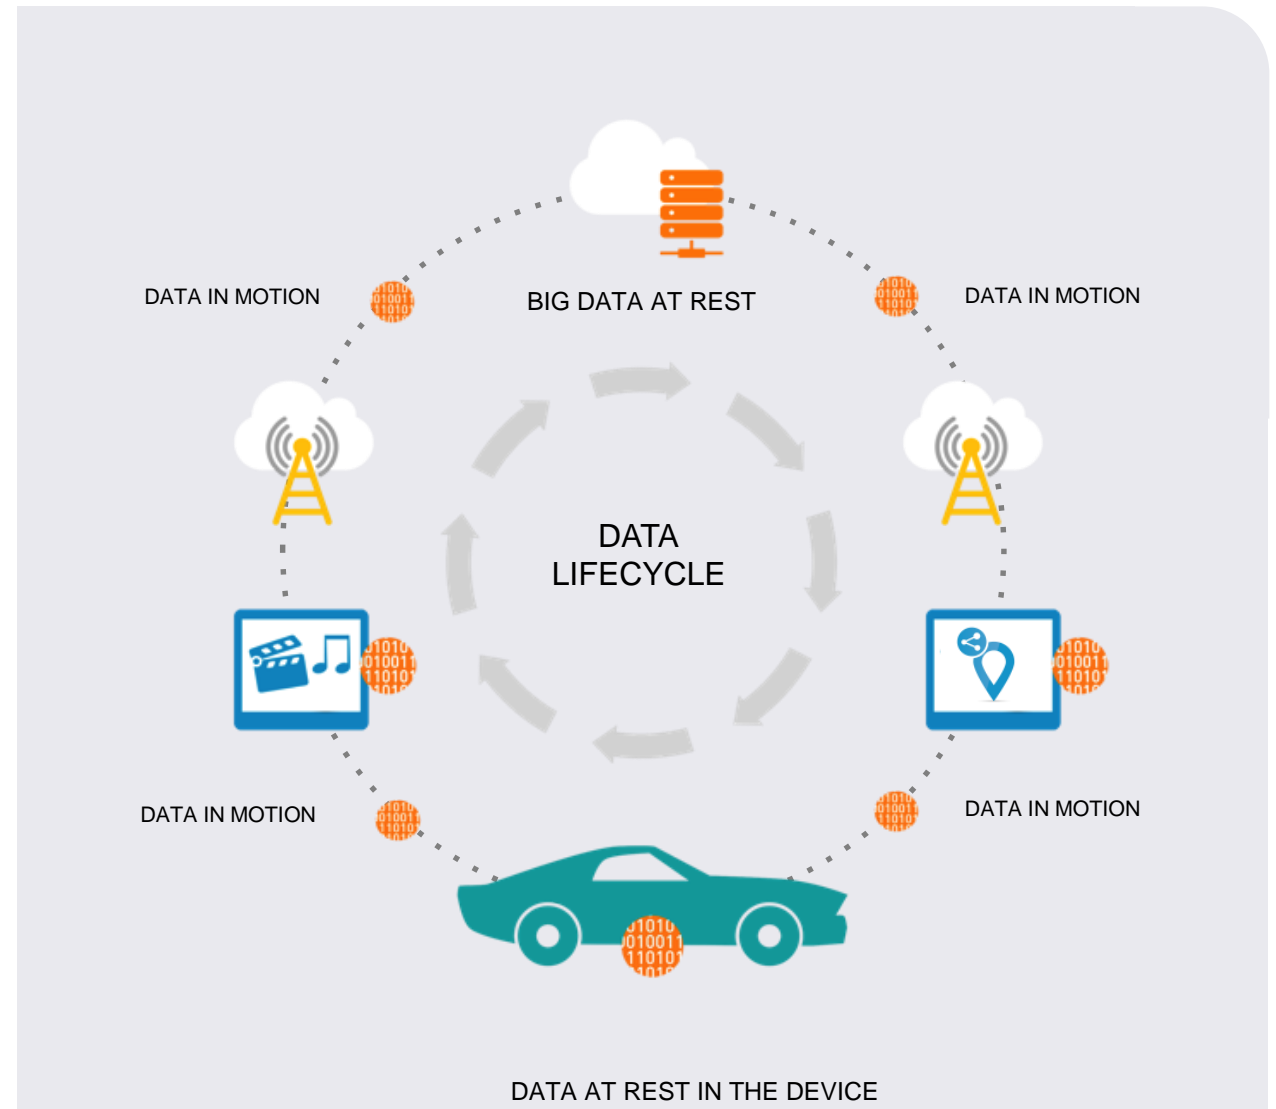 DATA IN MOTION
BIG DATA AT REST
DATA IN MOTION
DATA
LIFECYCLE
DATA IN MOTION
DATA IN MOTION
DATA AT REST IN THE DEVICE